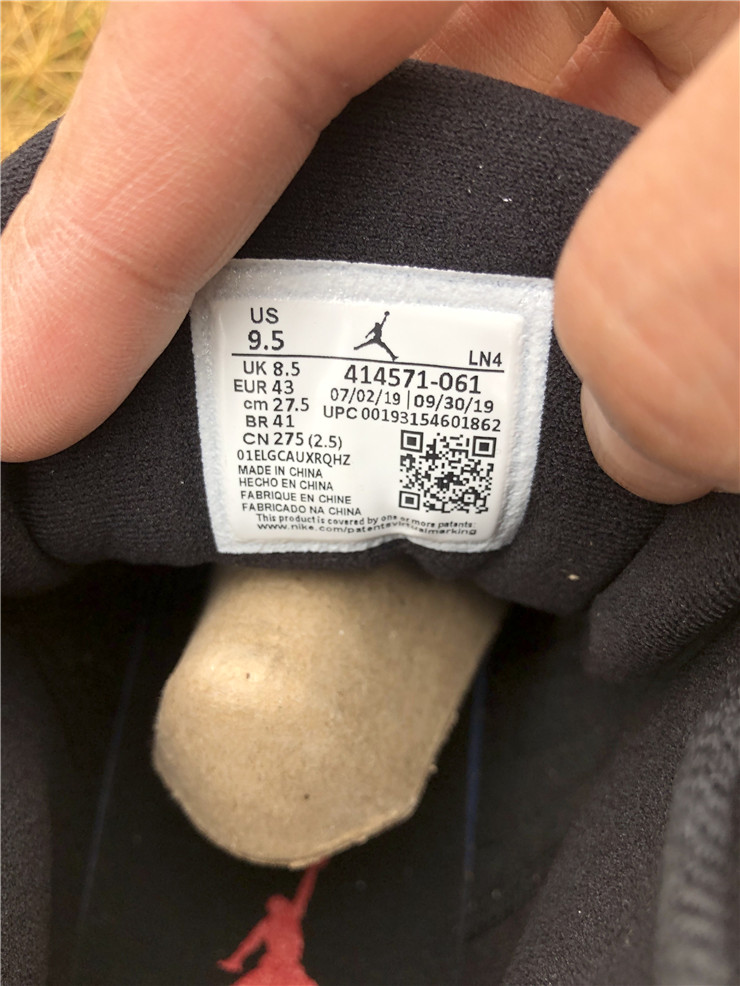 US
9.5
LN4
UK 8.5
414571-061
EUR 43
07/02/19 | 09/30/19
cm 27.5
UPC 00193154601862
BR 41
CN 275 (2.5)
01ELGCAUXRQHZ
MADE IN CHINA
HECHO EN CHINA
FABRIQUE EN CHINE
FABRICADO NA CHINA
This product is covered by one or more patents
www.nike.com/patentsvirtualmarking